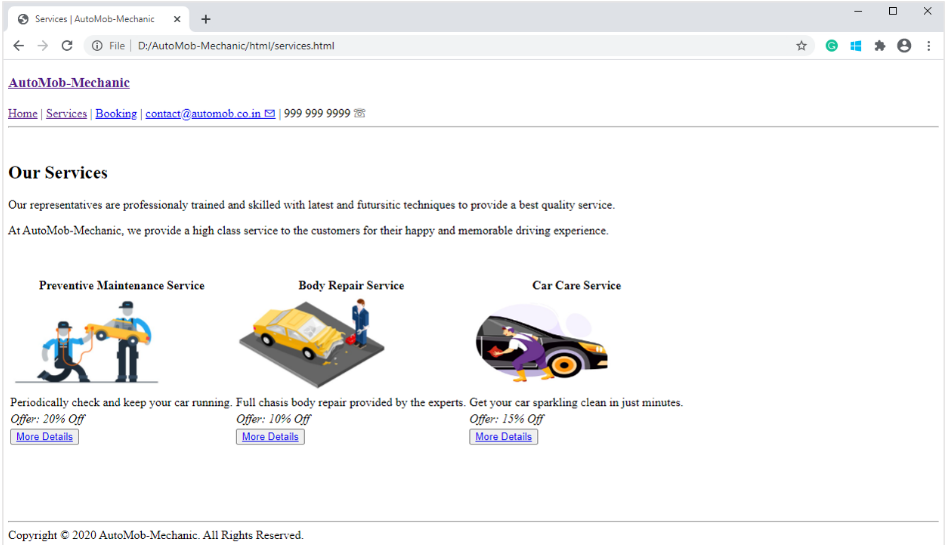 Services | AutoMob-Mechanic
File | D:/AutoMob-Mechanic/html/services.html
AutoMob-Mechanic
Home | Services | Booking | contact@automob.co.in ✉ | 999 999 9999 ☏
Our Services
Our representatives are professionaly trained and skilled with latest and futursitic techniques to provide a best quality service.
At AutoMob-Mechanic, we provide a high class service to the customers for their happy and memorable driving experience.
Preventive Maintenance Service Body Repair Service Car Care Service
Periodically check and keep your car running. Full chasis body repair provided by the experts. Get your car sparkling clean in just minutes.
Offer: 20% Off Offer: 10% Off Offer: 15% Off
More Details More Details More Details
Copyright © 2020 AutoMob-Mechanic. All Rights Reserved.